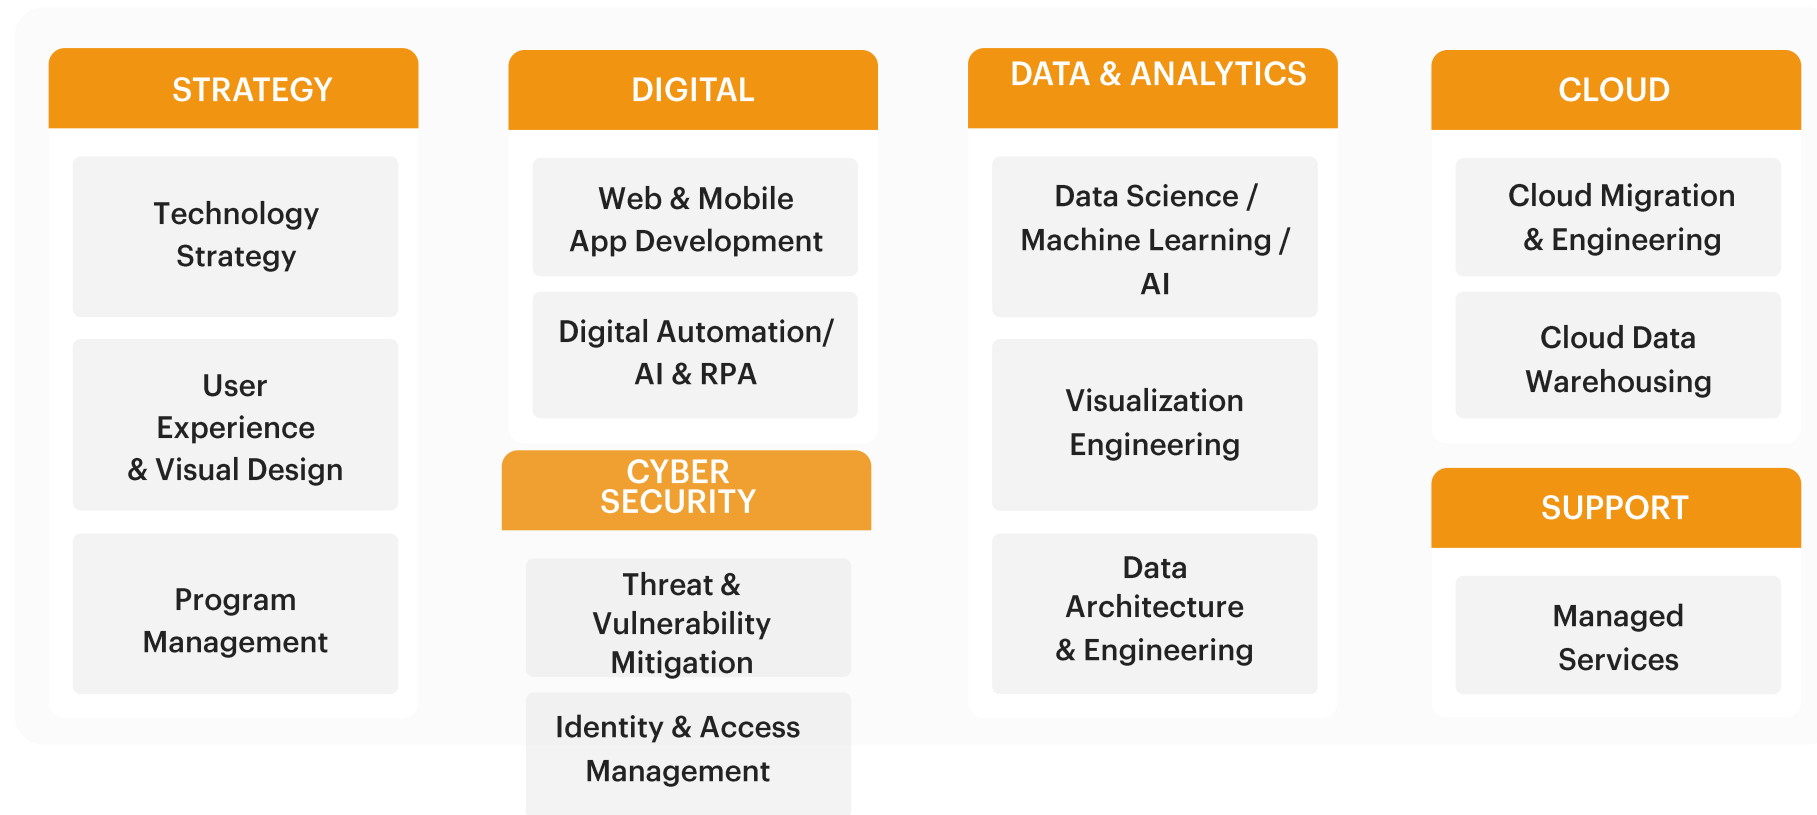 STRATEGY
Technology
Strategy
User
Experience
& Visual Design
Program
Management
DIGITAL
Web & Mobile
App Development
Digital Automation/
AI & RPA
CYBER
SECURITY
Threat &
Vulnerability
Mitigation
Identity & Access
Management
DATA & ANALYTICS
Data Science /
Machine Learning /
AI
Visualization
Engineering
Data
Architecture
& Engineering
CLOUD
Cloud Migration
& Engineering
Cloud Data
Warehousing
SUPPORT
Managed
Services